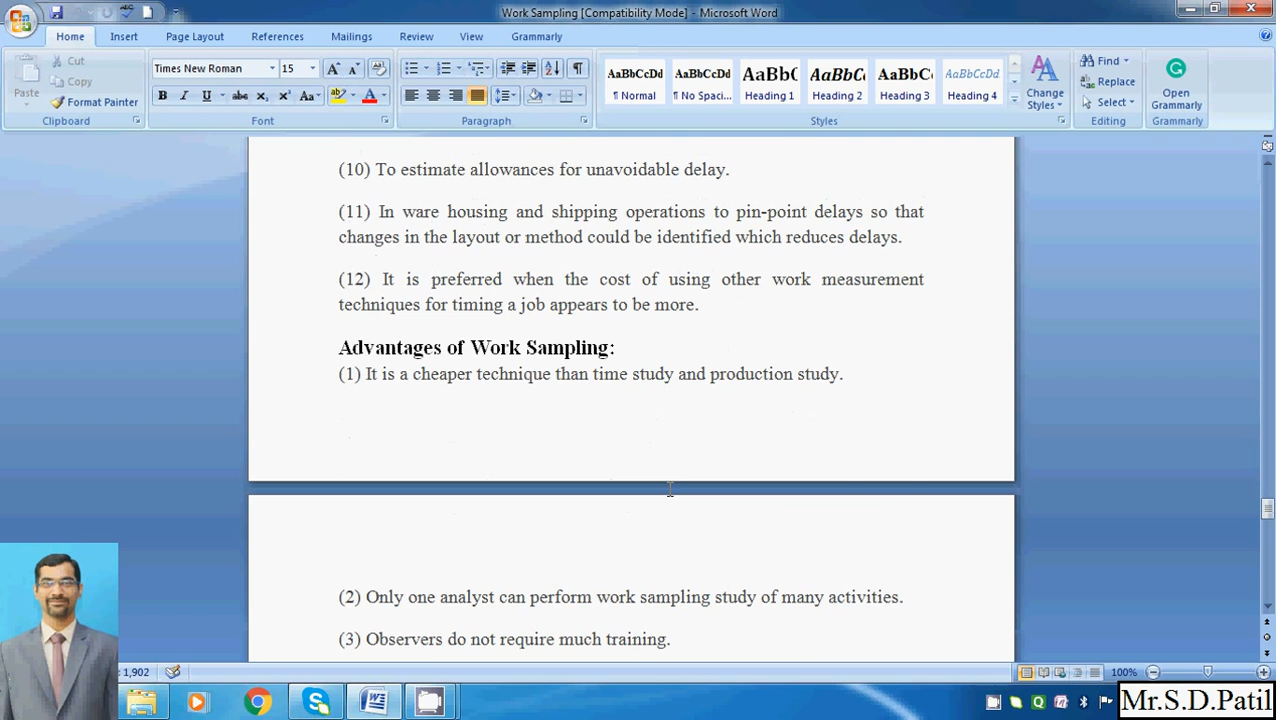 Work Sampling [Compatibility Mode] - Microsoft Word
Home Insert Page Layout References Mailings Review View Grammarly
Paste
Cut
Copy
Format Painter
Clipboard
Times New Roman 15
Font
Paragraph
AaBbCcDd AaBbCcDd AaBb( AaBbC AaBbC AaBbCcDd
¶ Normal ¶ No Spaci... Heading 1 Heading 2 Heading 3 Heading 4
Change Styles
Styles
Find
Replace
Select
Editing
Open Grammarly
Grammarly
(10) To estimate allowances for unavoidable delay.
(11) In ware housing and shipping operations to pin-point delays so that
changes in the layout or method could be identified which reduces delays.
(12) It is preferred when the cost of using other work measurement
techniques for timing a job appears to be more.
Advantages of Work Sampling:
(1) It is a cheaper technique than time study and production study.
(2) Only one analyst can perform work sampling study of many activities.
(3) Observers do not require much training.
: 1,902
100%
Mr.S.D.Patil